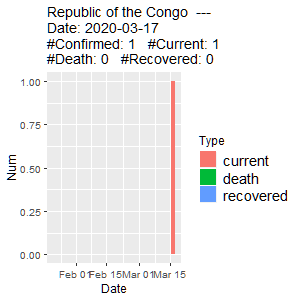 Republic of the Congo  ---
Date: 2020-03-17
#Confirmed: 1   #Current: 1
#Death: 0   #Recovered: 0
1.00
0.75
0.50
0.25
0.00
Num
Feb 01 Feb 15 Mar 01 Mar 15
Date
Type
current
death
recovered